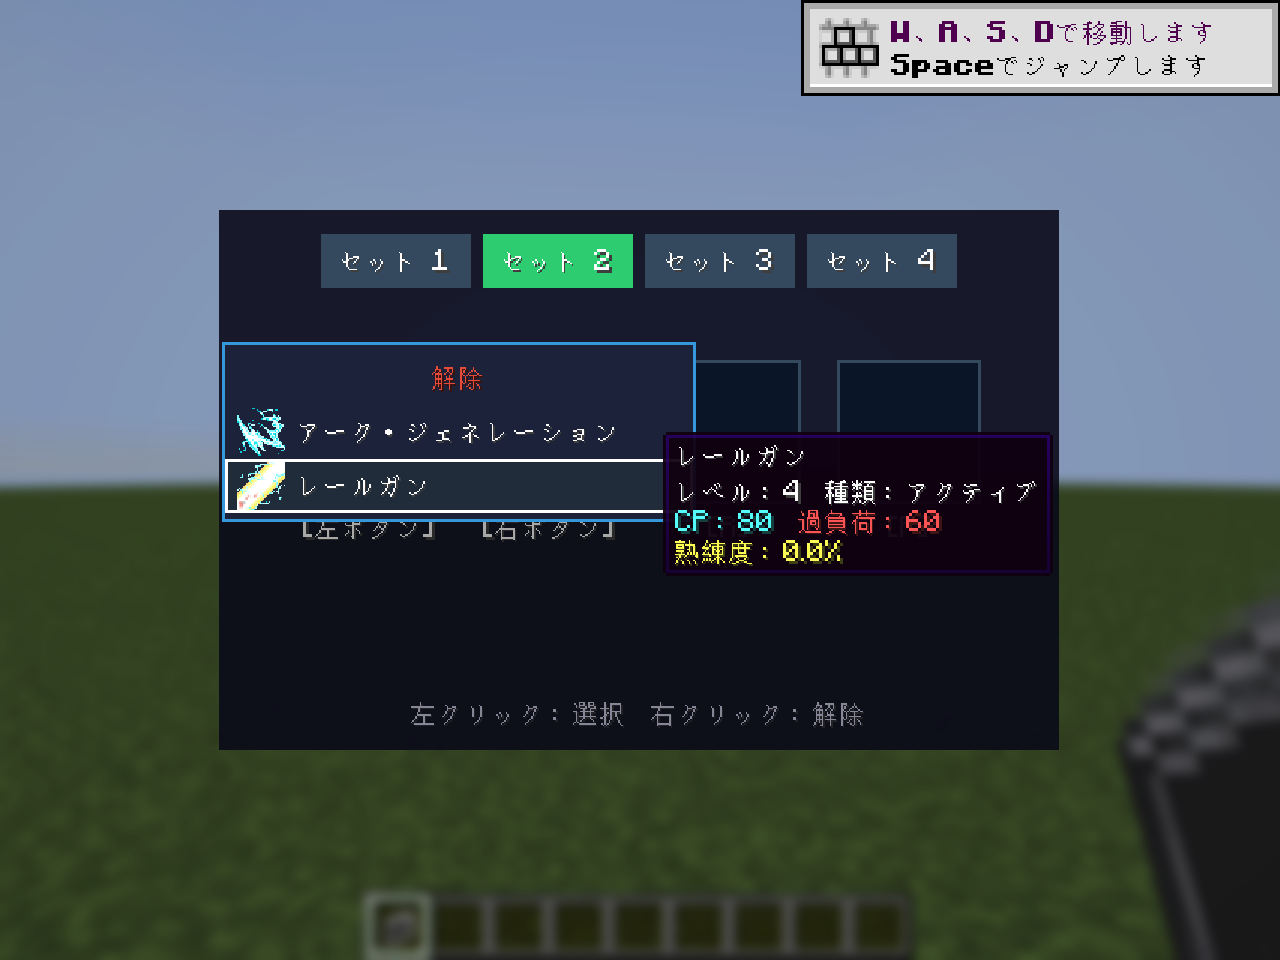 W、A、S、Dで移動します
Spaceでジャンプします
セット 1
セット 2
セット 3
セット 4
解除
アーク・ジェネレーション
レールガン
レールガン
レベル: 4 種類: アクティブ
CP: 80 過負荷: 60
熟練度: 0.0%
[左ボタン]
[右ボタン]
左クリック: 選択 右クリック: 解除